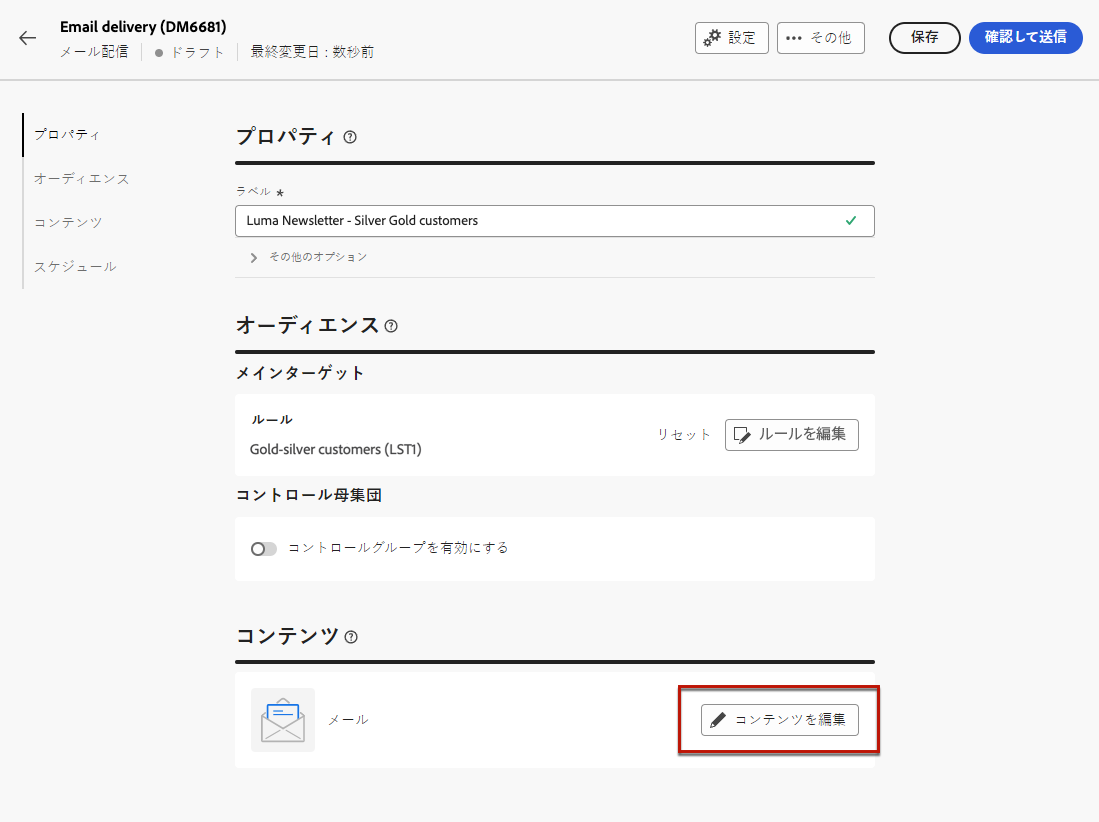 Email delivery (DM6681)
メール配信 ドラフト 最終変更日 : 数秒前
設定 その他 保存 確認して送信
プロパティ
オーディエンス
コンテンツ
スケジュール
プロパティ
ラベル *
Luma Newsletter - Silver Gold customers
その他のオプション
オーディエンス
メインターゲット
ルール
Gold-silver customers (LST1)
リセット ルールを編集
コントロール母集団
コントロールグループを有効にする
コンテンツ
メール コンテンツを編集